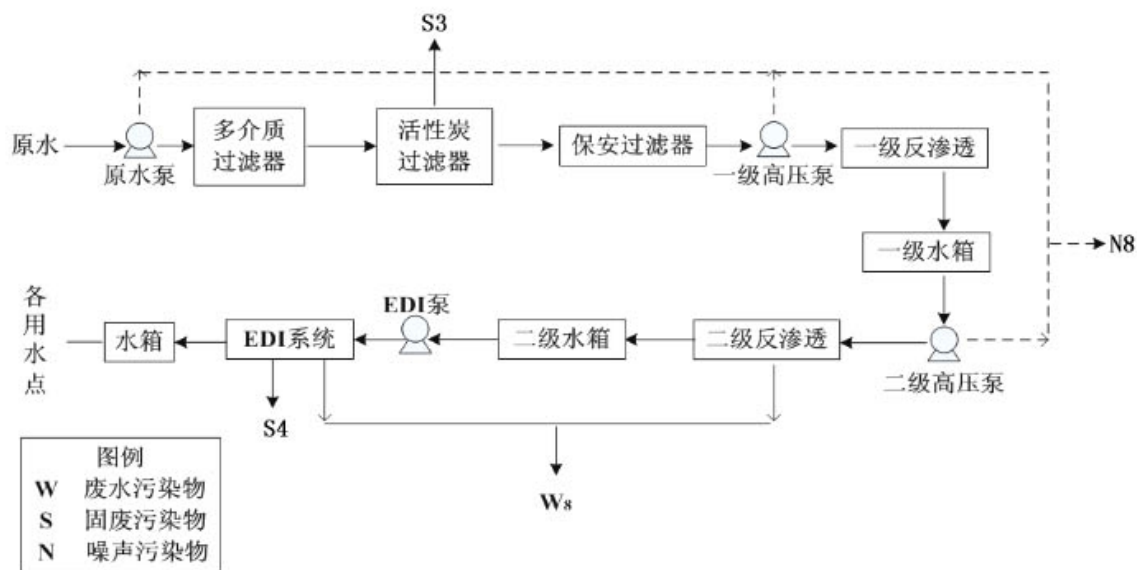 S3
原水
原水泵
多介质
过滤器
活性炭
过滤器
保安过滤器
一级高压泵
一级反渗透
一级水箱
N8
二级高压泵
二级反渗透
二级水箱
EDI泵
EDI系统
水箱
各用水点
S4
W₈
图例
W 废水污染物
S 固废污染物
N 噪声污染物